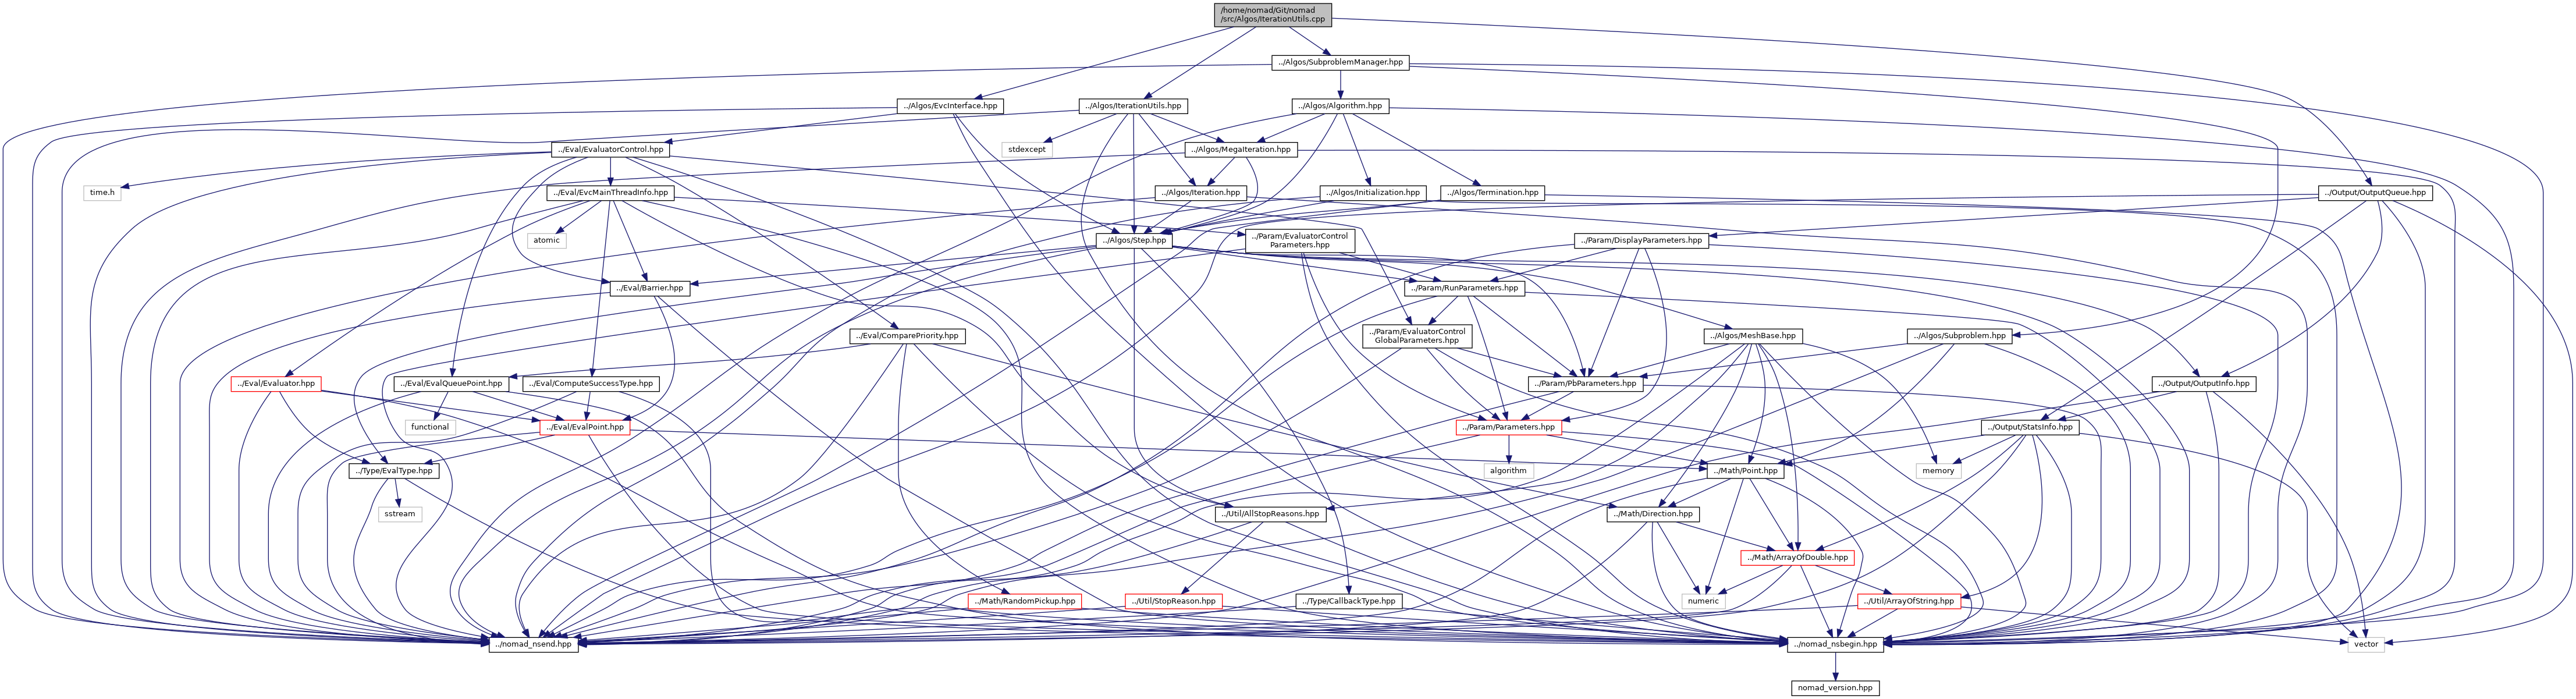 /home/nomad/Git/nomad
/src/Algos/IterationUtils.cpp
../Algos/SubproblemManager.hpp
../Algos/EvcInterface.hpp
../Algos/IterationUtils.hpp
../Algos/Algorithm.hpp
../Eval/EvaluatorControl.hpp
stdexcept
../Algos/MegaIteration.hpp
time.h
../Eval/EvcMainThreadInfo.hpp
../Algos/Iteration.hpp
../Algos/Initialization.hpp
../Algos/Termination.hpp
../Output/OutputQueue.hpp
atomic
../Algos/Step.hpp
../Param/EvaluatorControl
Parameters.hpp
../Param/DisplayParameters.hpp
../Eval/Barrier.hpp
../Param/RunParameters.hpp
../Eval/ComparePriority.hpp
../Param/EvaluatorControl
GlobalParameters.hpp
../Algos/MeshBase.hpp
../Algos/Subproblem.hpp
../Eval/Evaluator.hpp
../Eval/EvalQueuePoint.hpp
../Eval/ComputeSuccessType.hpp
../Param/PbParameters.hpp
../Output/OutputInfo.hpp
functional
../Eval/EvalPoint.hpp
../Param/Parameters.hpp
../Output/StatsInfo.hpp
../Type/EvalType.hpp
algorithm
../Math/Point.hpp
memory
sstream
../Util/AllStopReasons.hpp
../Math/Direction.hpp
../Math/ArrayOfDouble.hpp
../Math/RandomPickup.hpp
../Util/StopReason.hpp
../Type/CallbackType.hpp
numeric
../Util/ArrayOfString.hpp
../nomad_nsend.hpp
../nomad_nsbegin.hpp
vector
nomad_version.hpp